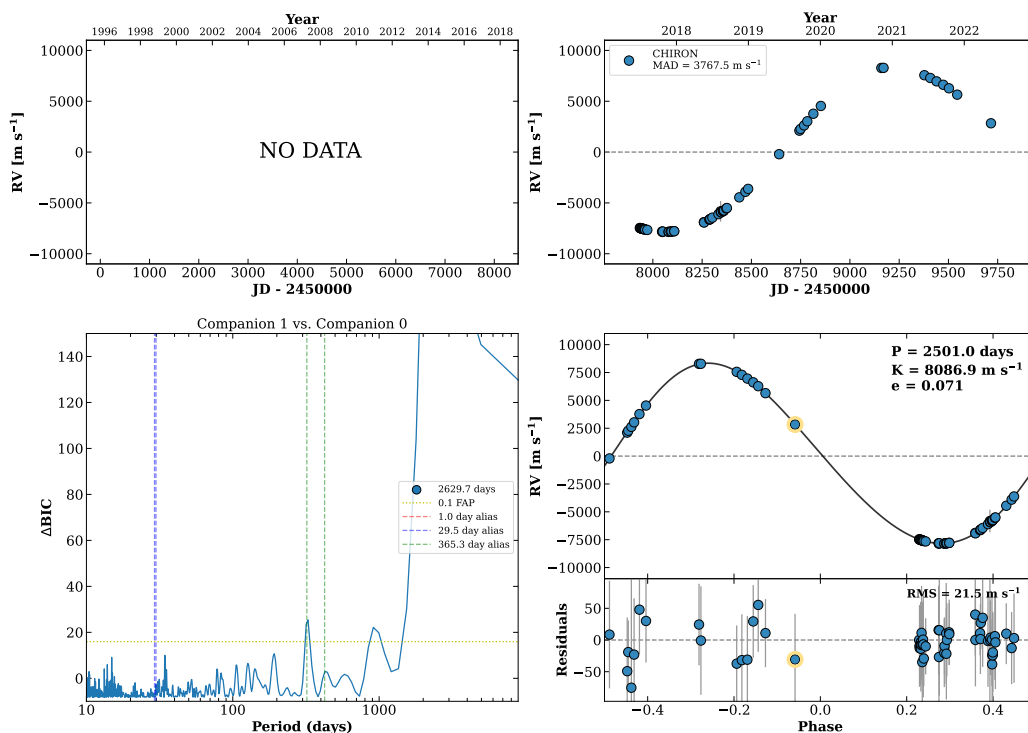 Year
1996 1998 2000 2002 2004 2006 2008 2010 2012 2014 2016 2018
10000
5000
0
−5000
−10000
RV [m s⁻¹]
NO DATA
0 1000 2000 3000 4000 5000 6000 7000 8000
JD - 2450000
Year
2018 2019 2020 2021 2022
10000
5000
0
−5000
−10000
RV [m s⁻¹]
CHIRON
MAD = 3767.5 m s⁻¹
8000 8250 8500 8750 9000 9250 9500 9750
JD - 2450000
Companion 1 vs. Companion 0
140
120
100
80
60
40
20
0
ΔBIC
2629.7 days
0.1 FAP
1.0 day alias
29.5 day alias
365.3 day alias
10 100 1000
Period (days)
10000
7500
5000
2500
0
−2500
−5000
−7500
−10000
RV [m s⁻¹]
P = 2501.0 days
K = 8086.9 m s⁻¹
e = 0.071
50
0
−50
Residuals
RMS = 21.5 m s⁻¹
−0.4 −0.2 0.0 0.2 0.4
Phase